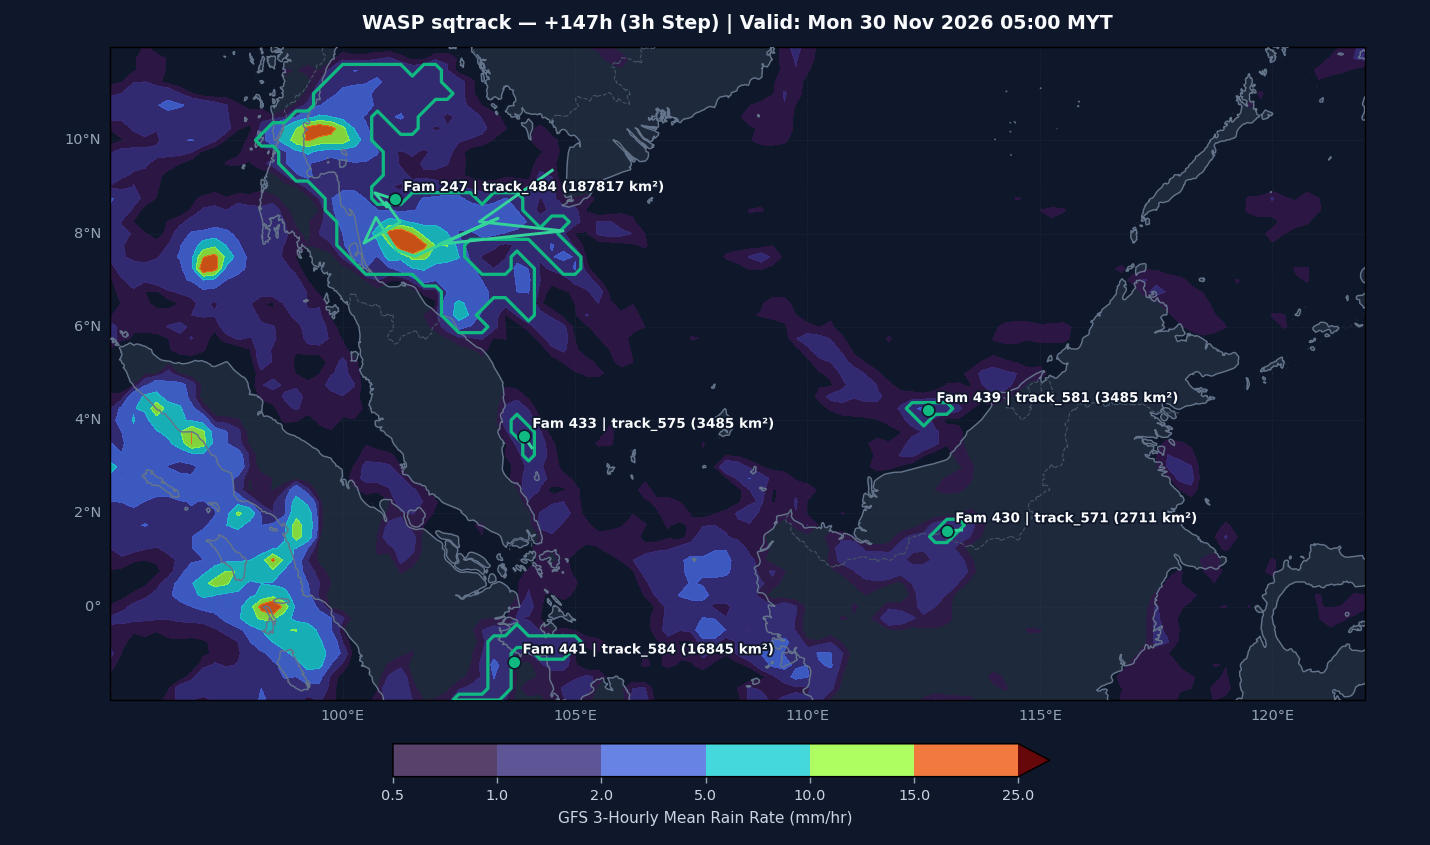 WASP sqtrack — +147h (3h Step) | Valid: Mon 30 Nov 2026 05:00 MYT
10°N
8°N
6°N
4°N
2°N
0°
Fam 247 | track_484 (187817 km²)
Fam 439 | track_581 (3485 km²)
Fam 433 | track_575 (3485 km²)
Fam 430 | track_571 (2711 km²)
Fam 441 | track_584 (16845 km²)
100°E 105°E 110°E 115°E 120°E
0.5 1.0 2.0 5.0 10.0 15.0 25.0
GFS 3-Hourly Mean Rain Rate (mm/hr)